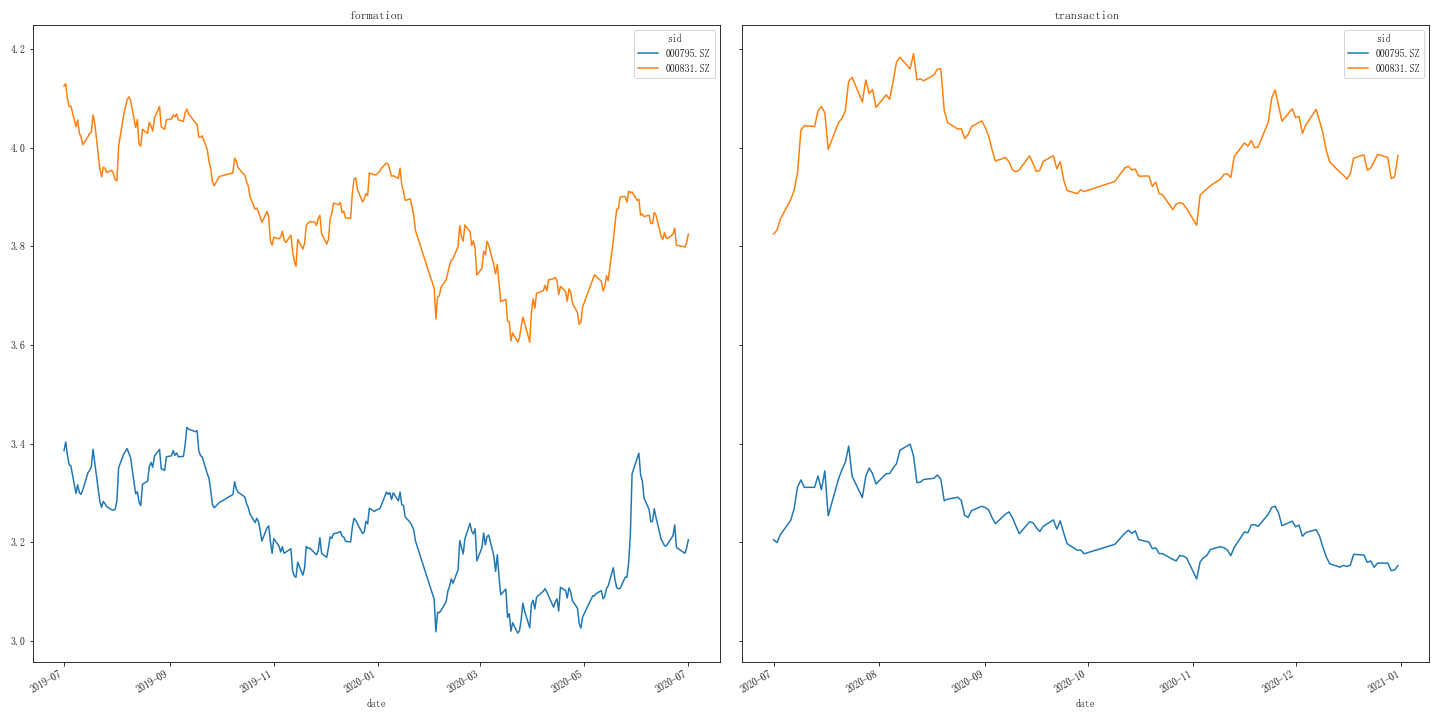 formation
sid
000795.SZ
000831.SZ
4.2
4.0
3.8
3.6
3.4
3.2
3.0
2019-07
2019-09
2019-11
2020-01
2020-03
2020-05
2020-07
date
transaction
sid
000795.SZ
000831.SZ
2020-07
2020-08
2020-09
2020-10
2020-11
2020-12
2021-01
date